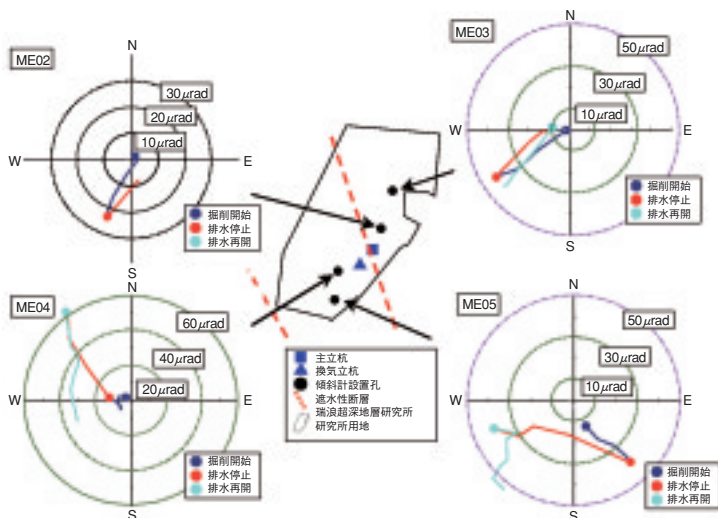 ME02
N
30μrad
20μrad
10μrad
W
E
S
掘削開始
排水停止
排水再開
ME03
N
50μrad
30μrad
10μrad
W
E
S
掘削開始
排水停止
排水再開
ME04
N
60μrad
40μrad
20μrad
W
E
S
掘削開始
排水停止
排水再開
主立杭
換気立杭
傾斜計設置孔
遮水性断層
瑞浪超深地層研究所
研究所用地
ME05
N
50μrad
30μrad
10μrad
W
E
S
掘削開始
排水停止
排水再開